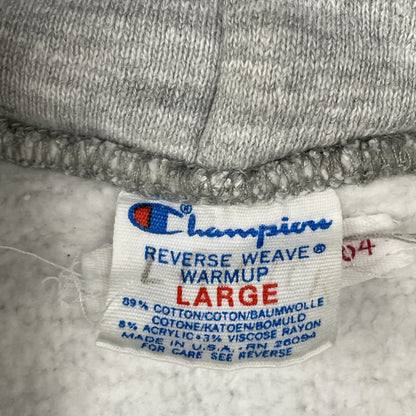 Champion
REVERSE WEAVE®
WARMUP
LARGE
89% COTTON/COTON/BAUMWOLLE
COTONE/KATOEN/BOMULD
8% ACRYLIC • 3% VISCOSE RAYON
MADE IN U.S.A. RN 26094
FOR CARE SEE REVERSE
04